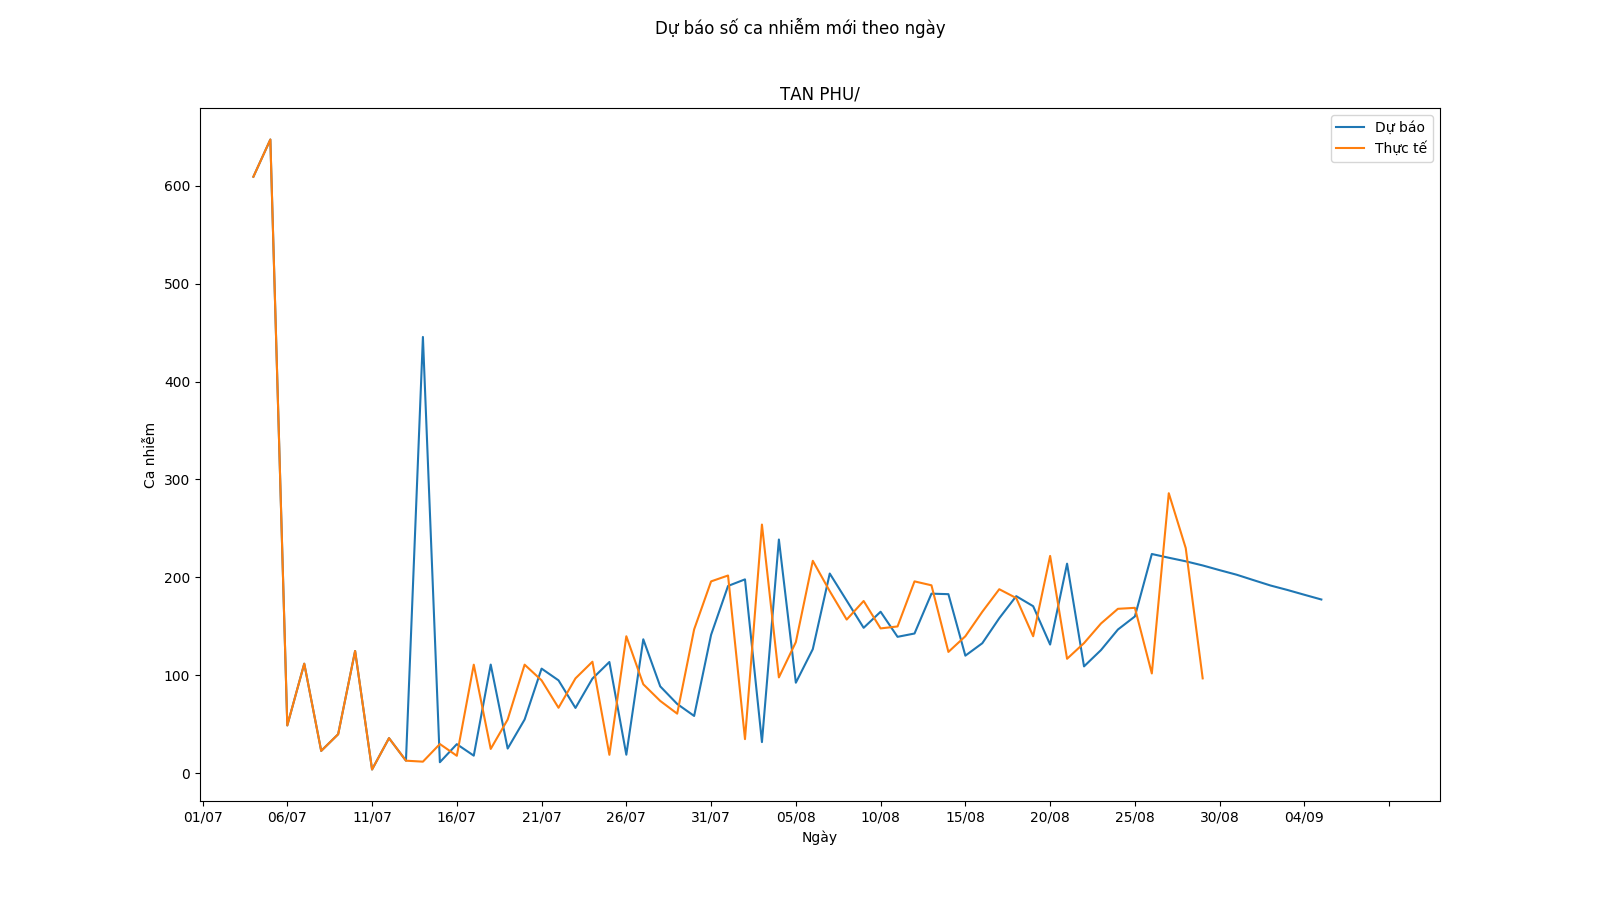 Dự báo số ca nhiễm mới theo ngày
TAN PHU/
Dự báo
Thực tế
600
500
400
300
200
100
0
Ca nhiễm
01/07 06/07 11/07 16/07 21/07 26/07 31/07 05/08 10/08 15/08 20/08 25/08 30/08 04/09
Ngày